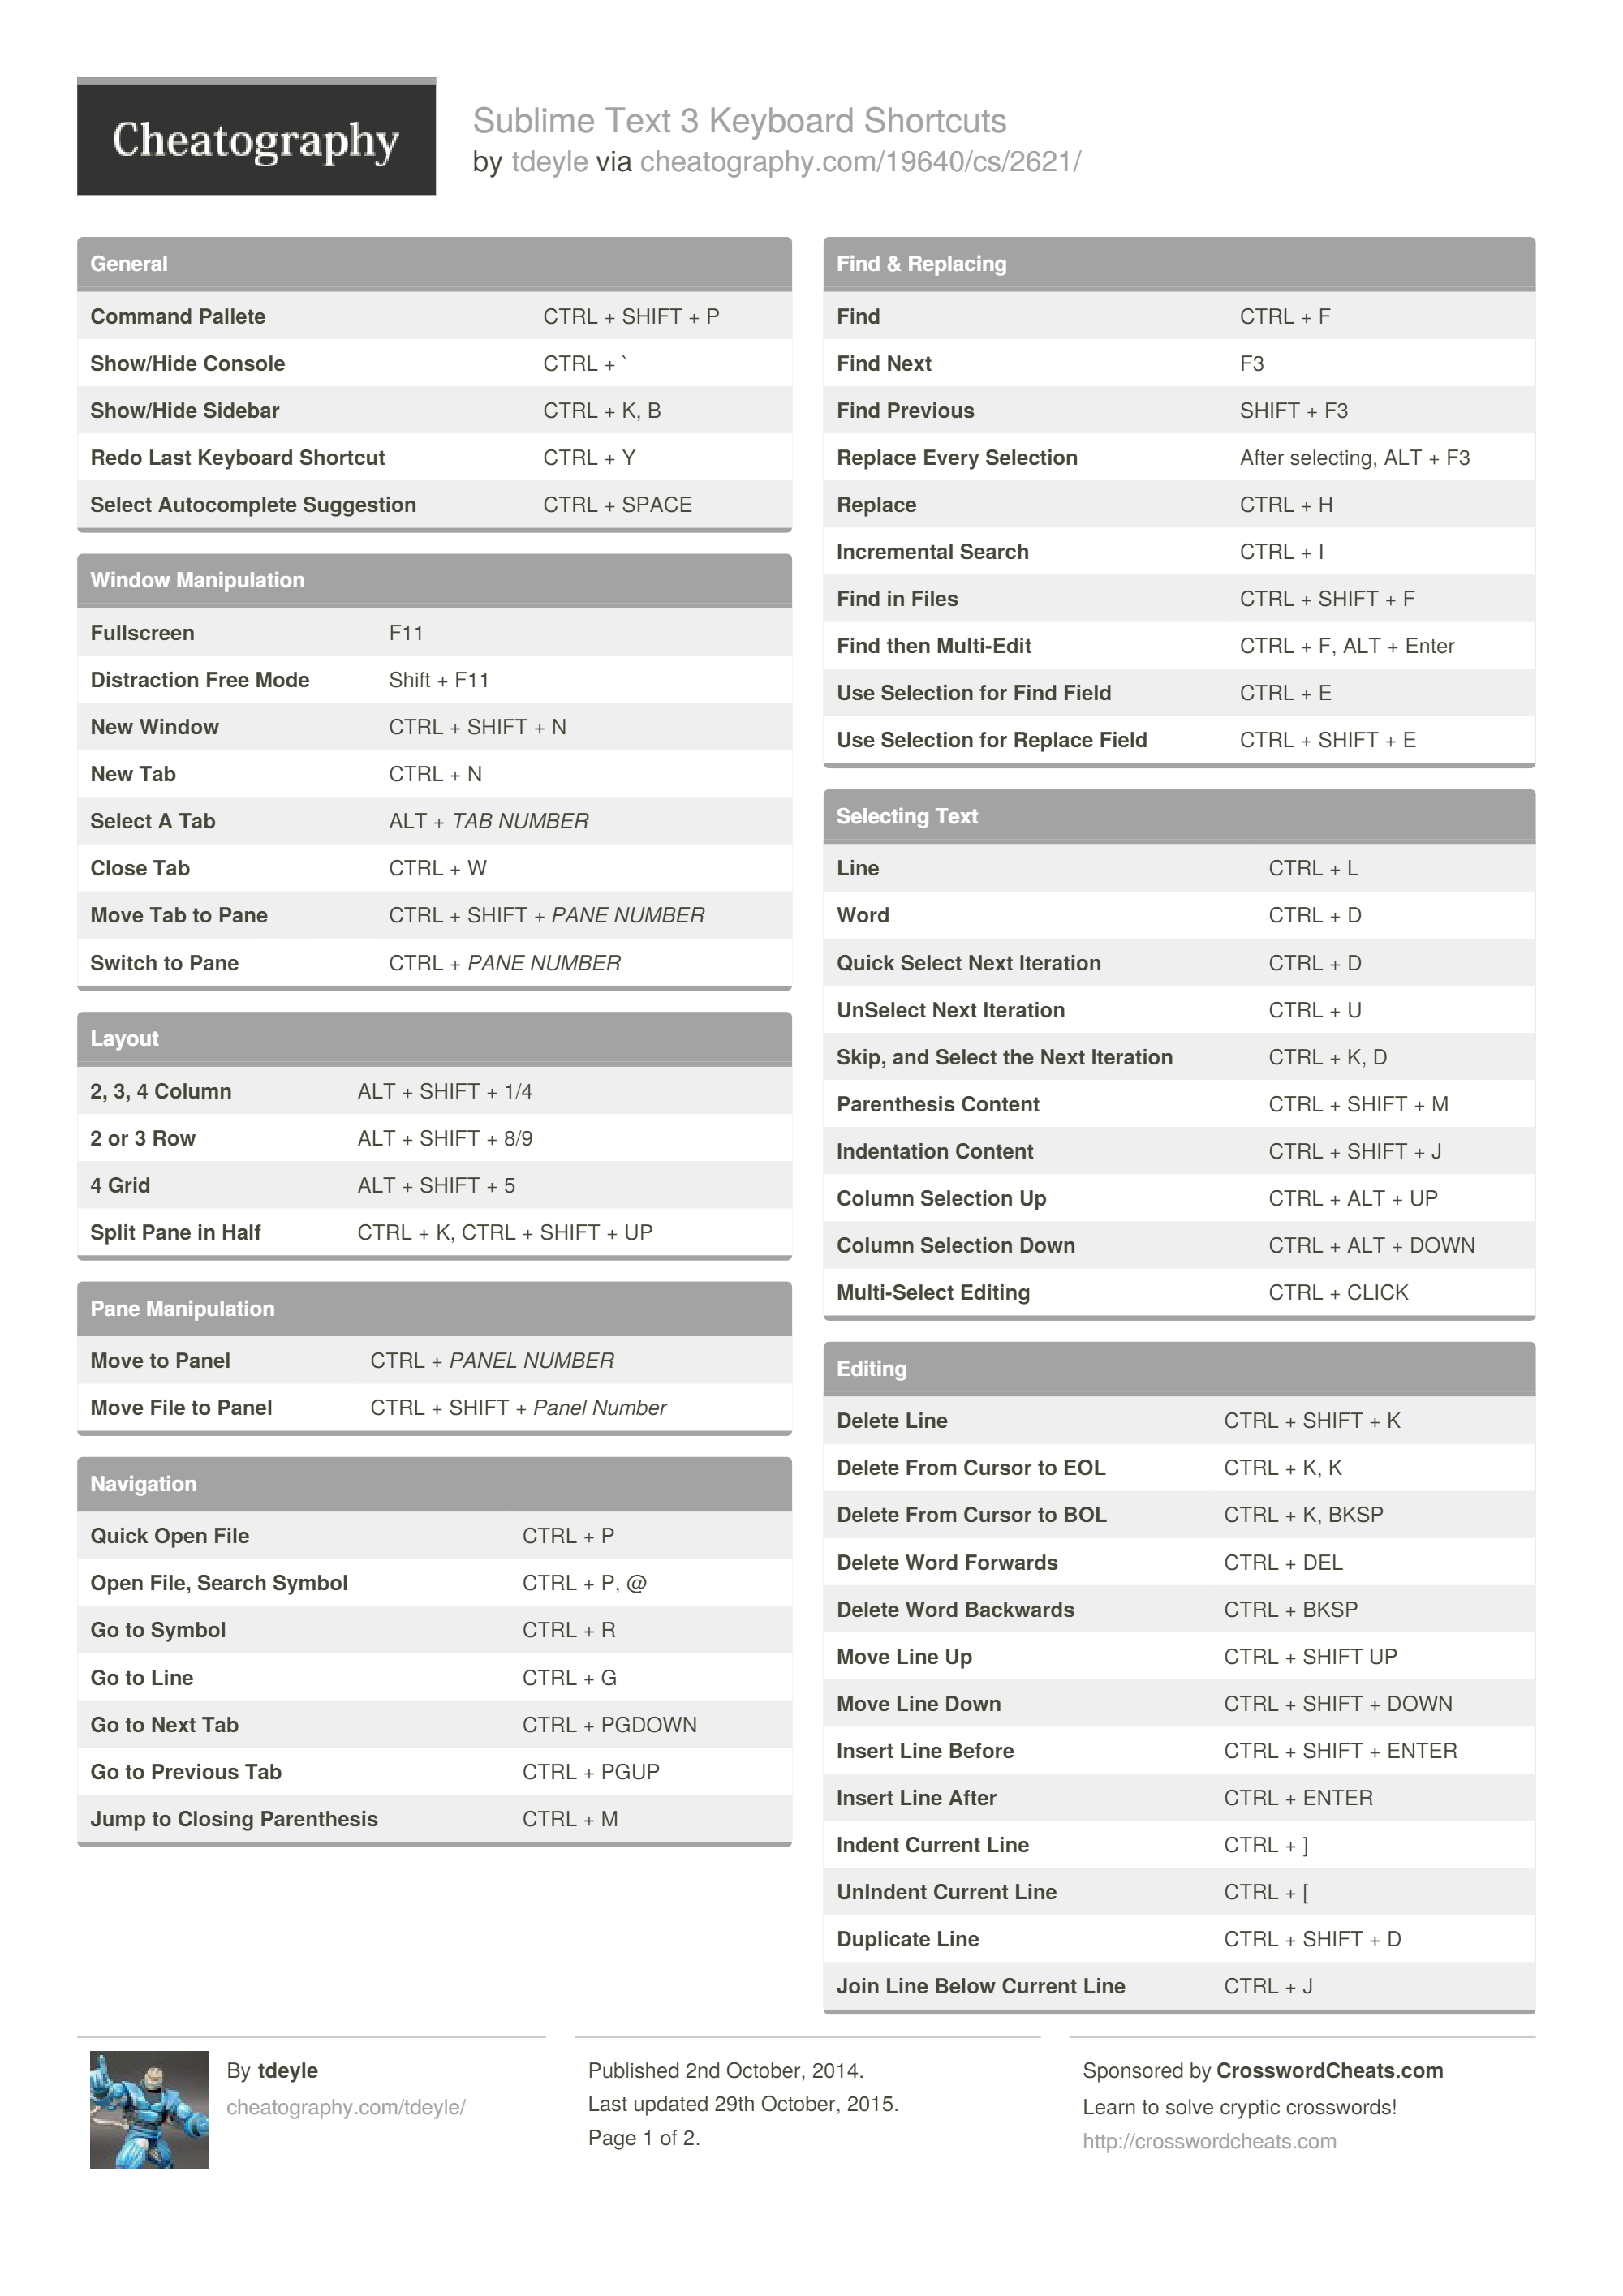 Cheatography
Sublime Text 3 Keyboard Shortcuts
by tdeyle via cheatography.com/19640/cs/2621/
General
Command Pallete CTRL + SHIFT + P
Show/Hide Console CTRL + `
Show/Hide Sidebar CTRL + K, B
Redo Last Keyboard Shortcut CTRL + Y
Select Autocomplete Suggestion CTRL + SPACE
Window Manipulation
Fullscreen F11
Distraction Free Mode Shift + F11
New Window CTRL + SHIFT + N
New Tab CTRL + N
Select A Tab ALT + TAB NUMBER
Close Tab CTRL + W
Move Tab to Pane CTRL + SHIFT + PANE NUMBER
Switch to Pane CTRL + PANE NUMBER
Layout
2, 3, 4 Column ALT + SHIFT + 1/4
2 or 3 Row ALT + SHIFT + 8/9
4 Grid ALT + SHIFT + 5
Split Pane in Half CTRL + K, CTRL + SHIFT + UP
Pane Manipulation
Move to Panel CTRL + PANEL NUMBER
Move File to Panel CTRL + SHIFT + Panel Number
Navigation
Quick Open File CTRL + P
Open File, Search Symbol CTRL + P, @
Go to Symbol CTRL + R
Go to Line CTRL + G
Go to Next Tab CTRL + PGDOWN
Go to Previous Tab CTRL + PGUP
Jump to Closing Parenthesis CTRL + M
Find & Replacing
Find CTRL + F
Find Next F3
Find Previous SHIFT + F3
Replace Every Selection After selecting, ALT + F3
Replace CTRL + H
Incremental Search CTRL + I
Find in Files CTRL + SHIFT + F
Find then Multi-Edit CTRL + F, ALT + Enter
Use Selection for Find Field CTRL + E
Use Selection for Replace Field CTRL + SHIFT + E
Selecting Text
Line CTRL + L
Word CTRL + D
Quick Select Next Iteration CTRL + D
UnSelect Next Iteration CTRL + U
Skip, and Select the Next Iteration CTRL + K, D
Parenthesis Content CTRL + SHIFT + M
Indentation Content CTRL + SHIFT + J
Column Selection Up CTRL + ALT + UP
Column Selection Down CTRL + ALT + DOWN
Multi-Select Editing CTRL + CLICK
Editing
Delete Line CTRL + SHIFT + K
Delete From Cursor to EOL CTRL + K, K
Delete From Cursor to BOL CTRL + K, BKSP
Delete Word Forwards CTRL + DEL
Delete Word Backwards CTRL + BKSP
Move Line Up CTRL + SHIFT UP
Move Line Down CTRL + SHIFT + DOWN
Insert Line Before CTRL + SHIFT + ENTER
Insert Line After CTRL + ENTER
Indent Current Line CTRL + ]
UnIndent Current Line CTRL + [
Duplicate Line CTRL + SHIFT + D
Join Line Below Current Line CTRL + J
By tdeyle
cheatography.com/tdeyle/
Published 2nd October, 2014.
Last updated 29th October, 2015.
Page 1 of 2.
Sponsored by CrosswordCheats.com
Learn to solve cryptic crosswords!
http://crosswordcheats.com